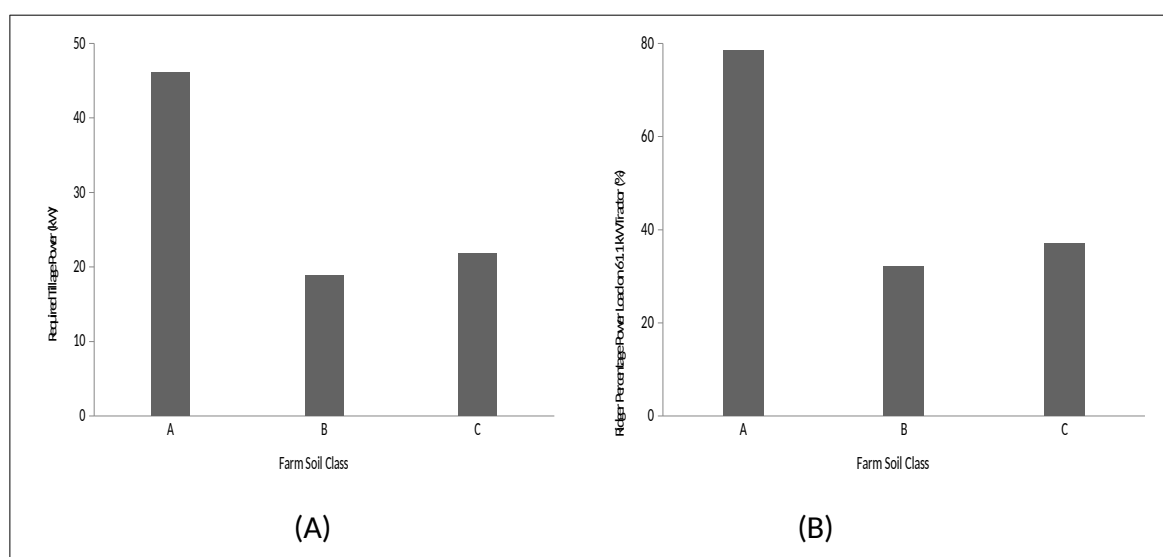 50
40
30
20
10
0
Required Tillage Power (kW)
A B C
Farm Soil Class
(A)
80
60
40
20
0
Ridger Percentage Power Load on 61.1 kW Tractor (%)
A B C
Farm Soil Class
(B)